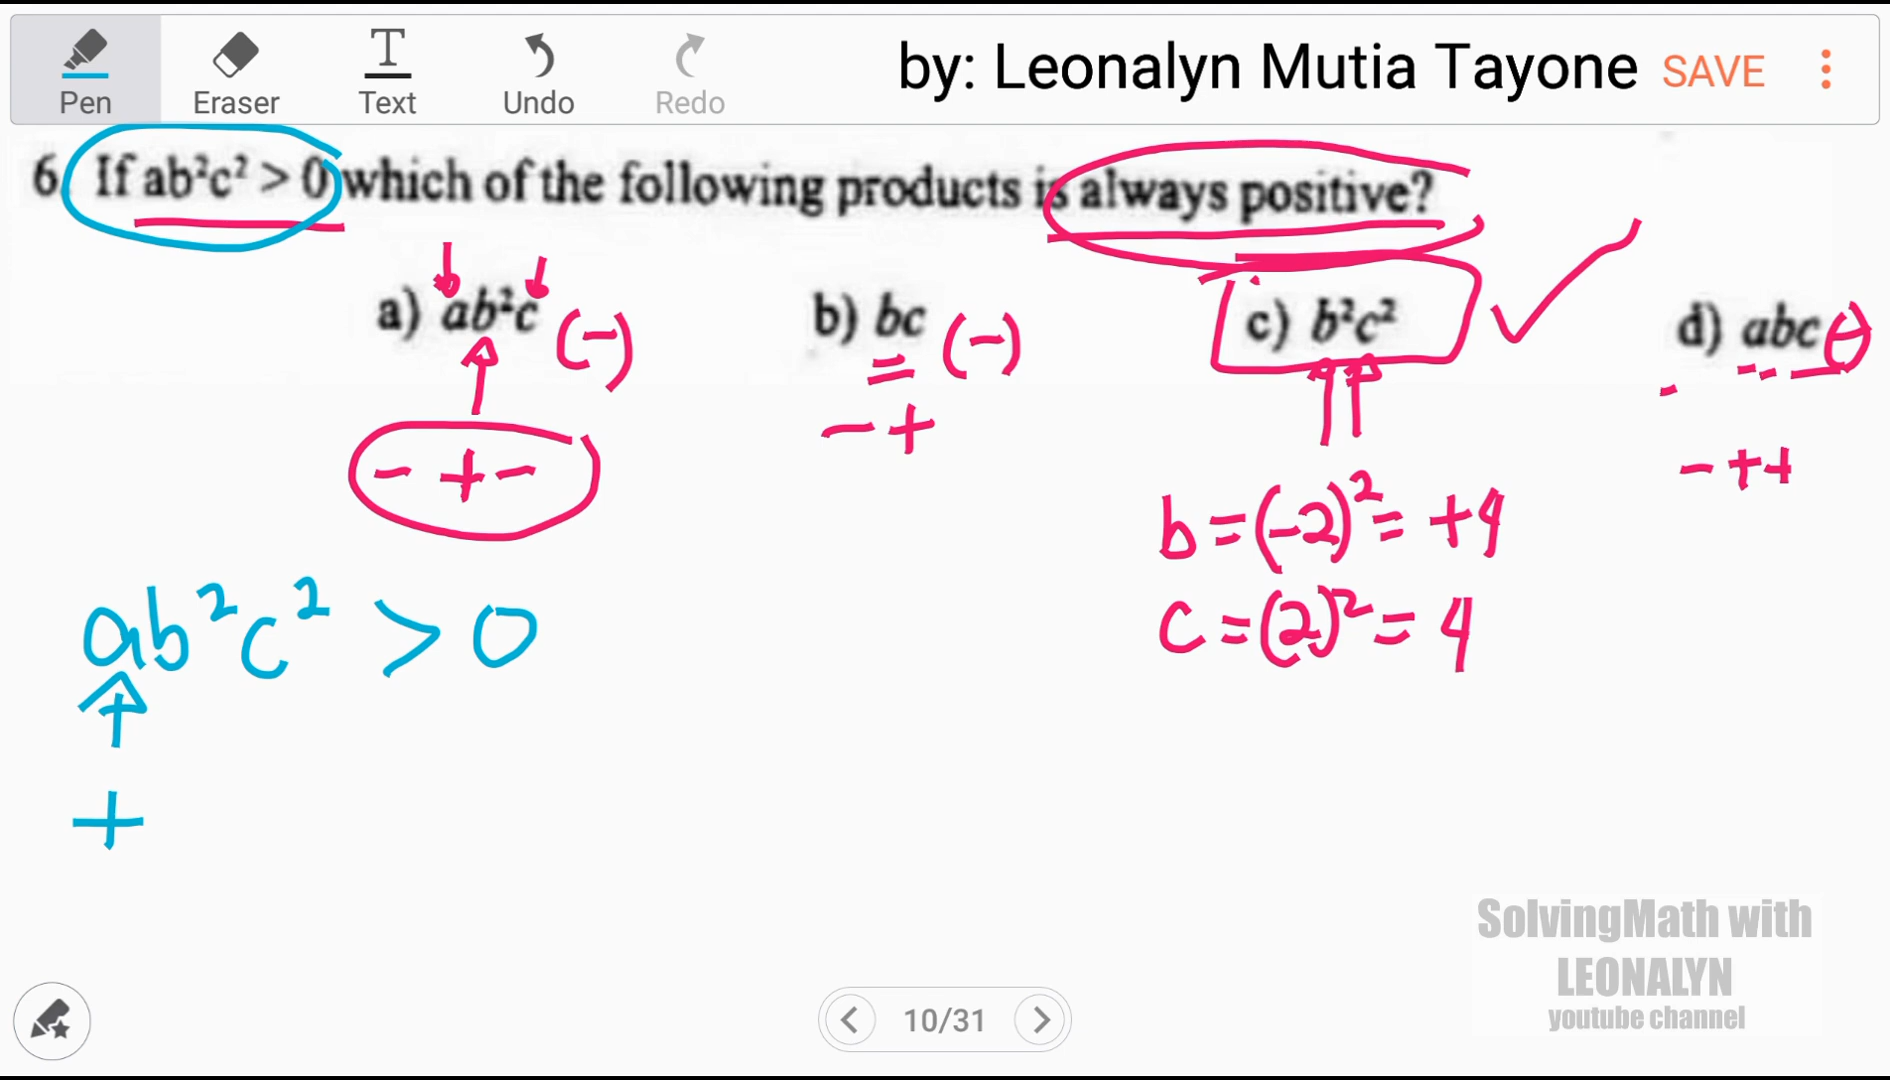 Pen Eraser Text Undo Redo by: Leonalyn Mutia Tayone SAVE
6. If ab²c² > 0 which of the following products is always positive?
a) ab²c (-) b) bc (-) c) b²c² d) abc (-)
- + - - + - + +
b = (-2)² = +4
ab²c² > 0 c = (2)² = 4
+
SolvingMath with
LEONALYN
youtube channel
10/31